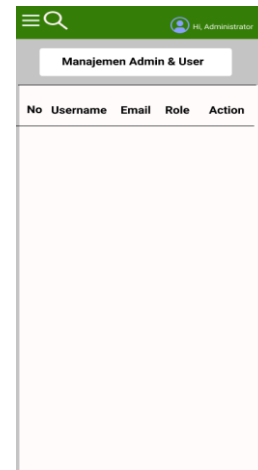 Hi, Administrator
Manajemen Admin & User
No Username Email Role Action